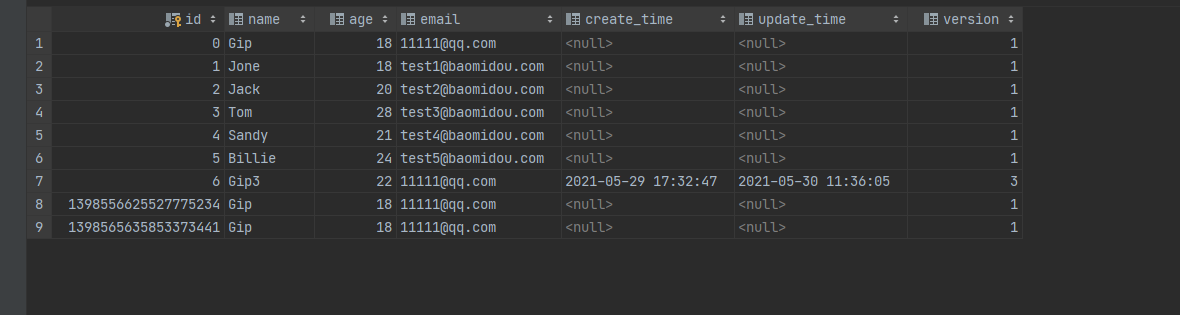 id name age email create_time update_time version
1 0 Gip 18 11111@qq.com <null> <null> 1
2 1 Jone 18 test1@baomidou.com <null> <null> 1
3 2 Jack 20 test2@baomidou.com <null> <null> 1
4 3 Tom 28 test3@baomidou.com <null> <null> 1
5 4 Sandy 21 test4@baomidou.com <null> <null> 1
6 5 Billie 24 test5@baomidou.com <null> <null> 1
7 6 Gip3 22 11111@qq.com 2021-05-29 17:32:47 2021-05-30 11:36:05 3
8 1398556625527775234 Gip 18 11111@qq.com <null> <null> 1
9 1398565635853373441 Gip 18 11111@qq.com <null> <null> 1